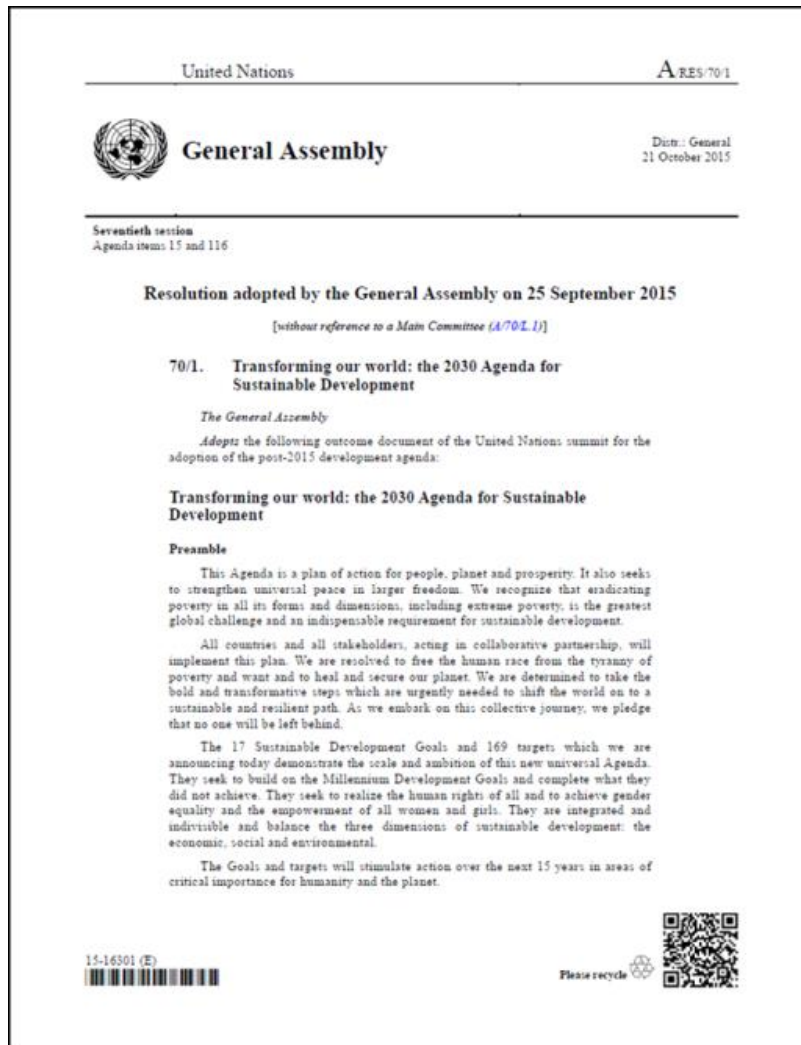 United Nations
A/RES/70/1
General Assembly
Distr.: General
21 October 2015
Seventieth session
Agenda items 15 and 116
Resolution adopted by the General Assembly on 25 September 2015
[without reference to a Main Committee (A/70/L.1)]
70/1. Transforming our world: the 2030 Agenda for
Sustainable Development
The General Assembly
Adopts the following outcome document of the United Nations summit for the
adoption of the post-2015 development agenda:
Transforming our world: the 2030 Agenda for Sustainable
Development
Preamble
This Agenda is a plan of action for people, planet and prosperity. It also seeks
to strengthen universal peace in larger freedom. We recognize that eradicating
poverty in all its forms and dimensions, including extreme poverty, is the greatest
global challenge and an indispensable requirement for sustainable development.
All countries and all stakeholders, acting in collaborative partnership, will
implement this plan. We are resolved to free the human race from the tyranny of
poverty and want and to heal and secure our planet. We are determined to take the
bold and transformative steps which are urgently needed to shift the world on to a
sustainable and resilient path. As we embark on this collective journey, we pledge
that no one will be left behind.
The 17 Sustainable Development Goals and 169 targets which we are
announcing today demonstrate the scale and ambition of this new universal Agenda.
They seek to build on the Millennium Development Goals and complete what they
did not achieve. They seek to realize the human rights of all and to achieve gender
equality and the empowerment of all women and girls. They are integrated and
indivisible and balance the three dimensions of sustainable development: the
economic, social and environmental.
The Goals and targets will stimulate action over the next 15 years in areas of
critical importance for humanity and the planet.
15-16301 (E)
Please recycle